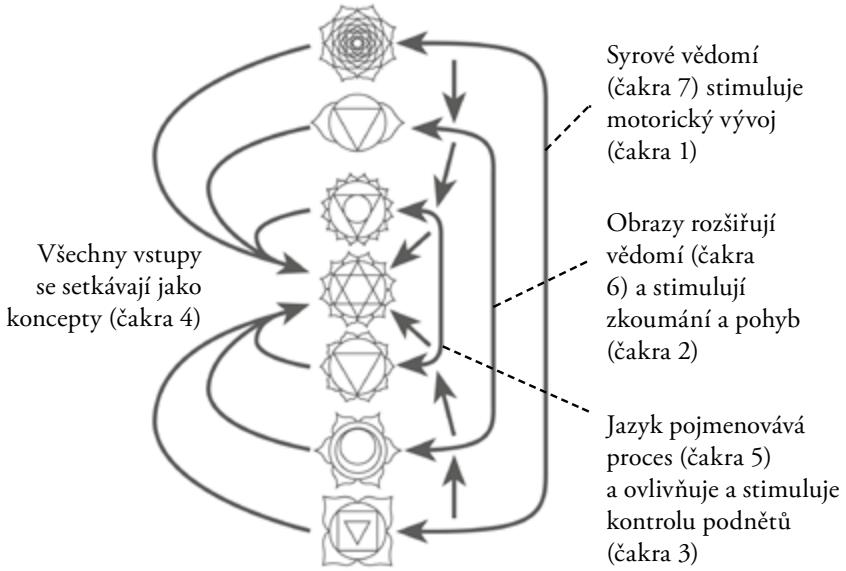 Syrové vědomí
(čakra 7) stimuluje
motorický vývoj
(čakra 1)
Všechny vstupy
se setkávají jako
koncepty (čakra 4)
Obrazy rozšiřují
vědomí (čakra
6) a stimulují
zkoumání a pohyb
(čakra 2)
Jazyk pojmenovává
proces (čakra 5)
a ovlivňuje a stimuluje
kontrolu podnětů
(čakra 3)